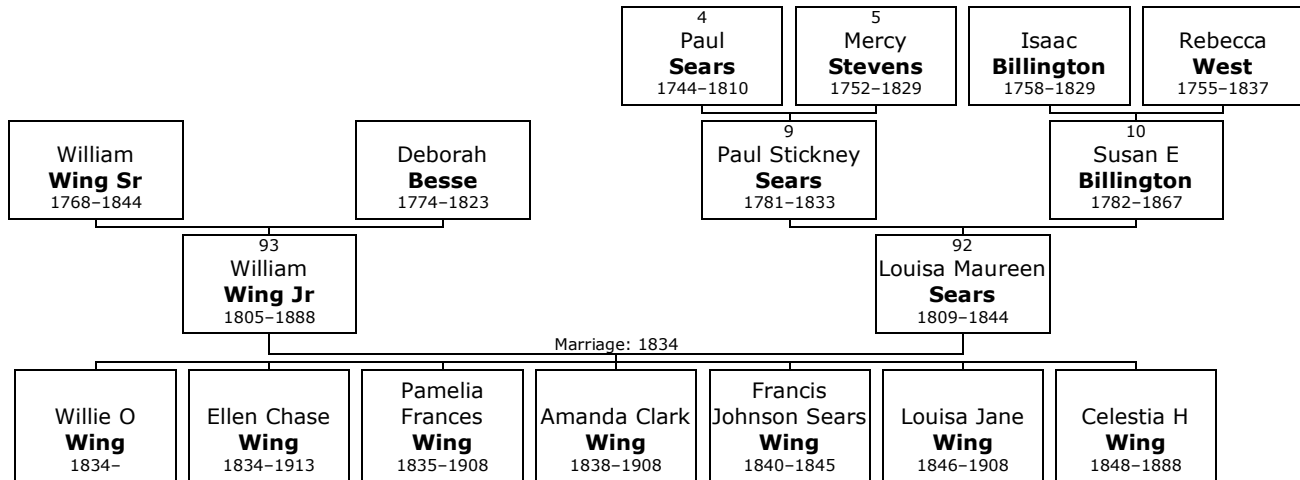 4
Paul
Sears
1744–1810
5
Mercy
Stevens
1752–1829
Isaac
Billington
1758–1829
Rebecca
West
1755–1837
William
Wing Sr
1768–1844
Deborah
Besse
1774–1823
9
Paul Stickney
Sears
1781–1833
10
Susan E
Billington
1782–1867
93
William
Wing Jr
1805–1888
92
Louisa Maureen
Sears
1809–1844
Marriage: 1834
Willie O
Wing
1834–
Ellen Chase
Wing
1834–1913
Pamelia
Frances
Wing
1835–1908
Amanda Clark
Wing
1838–1908
Francis
Johnson Sears
Wing
1840–1845
Louisa Jane
Wing
1846–1908
Celestia H
Wing
1848–1888